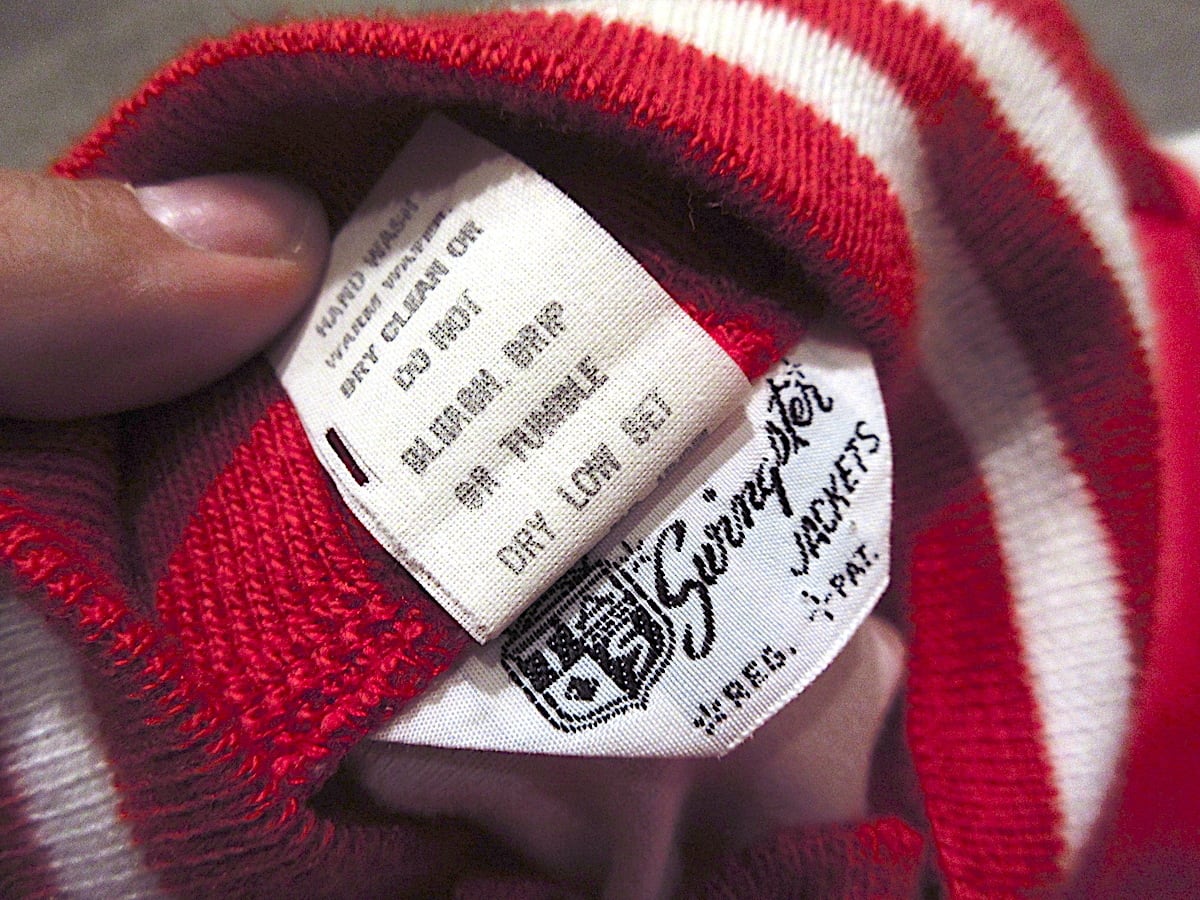 HAND WASH
WARM WATER.
DRY CLEAN OR
DO NOT
BLEACH. DRIP
OR TUMBLE
DRY LOW SET
Swingster*
JACKETS
*REG. *PAT.